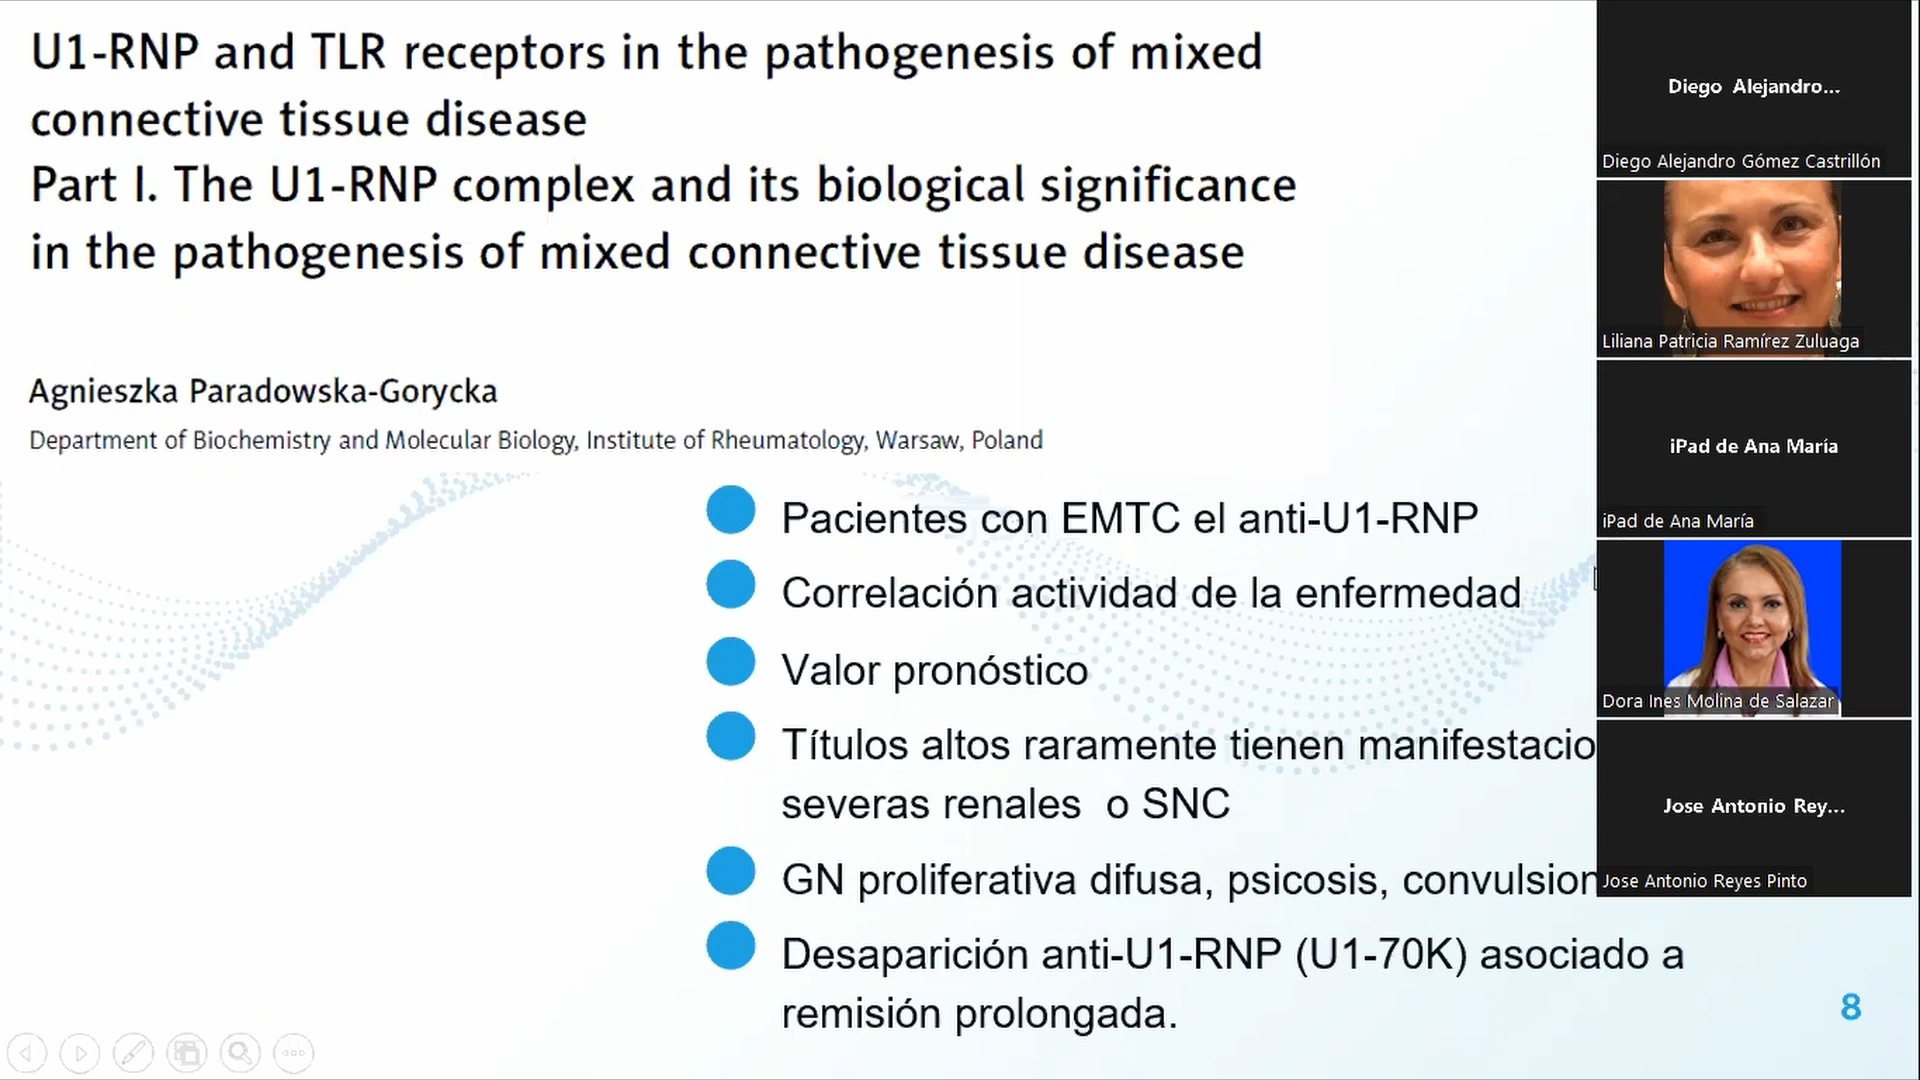 U1-RNP and TLR receptors in the pathogenesis of mixed
connective tissue disease
Part I. The U1-RNP complex and its biological significance
in the pathogenesis of mixed connective tissue disease
Agnieszka Paradowska-Gorycka
Department of Biochemistry and Molecular Biology, Institute of Rheumatology, Warsaw, Poland
Pacientes con EMTC el anti-U1-RNP
Correlación actividad de la enfermedad
Valor pronóstico
Títulos altos raramente tienen manifestacio
severas renales o SNC
GN proliferativa difusa, psicosis, convulsion
Desaparición anti-U1-RNP (U1-70K) asociado a
remisión prolongada.
8
Diego Alejandro...
Diego Alejandro Gómez Castrillón
Liliana Patricia Ramírez Zuluaga
iPad de Ana María
iPad de Ana María
Dora Ines Molina de Salazar
Jose Antonio Rey...
Jose Antonio Reyes Pinto